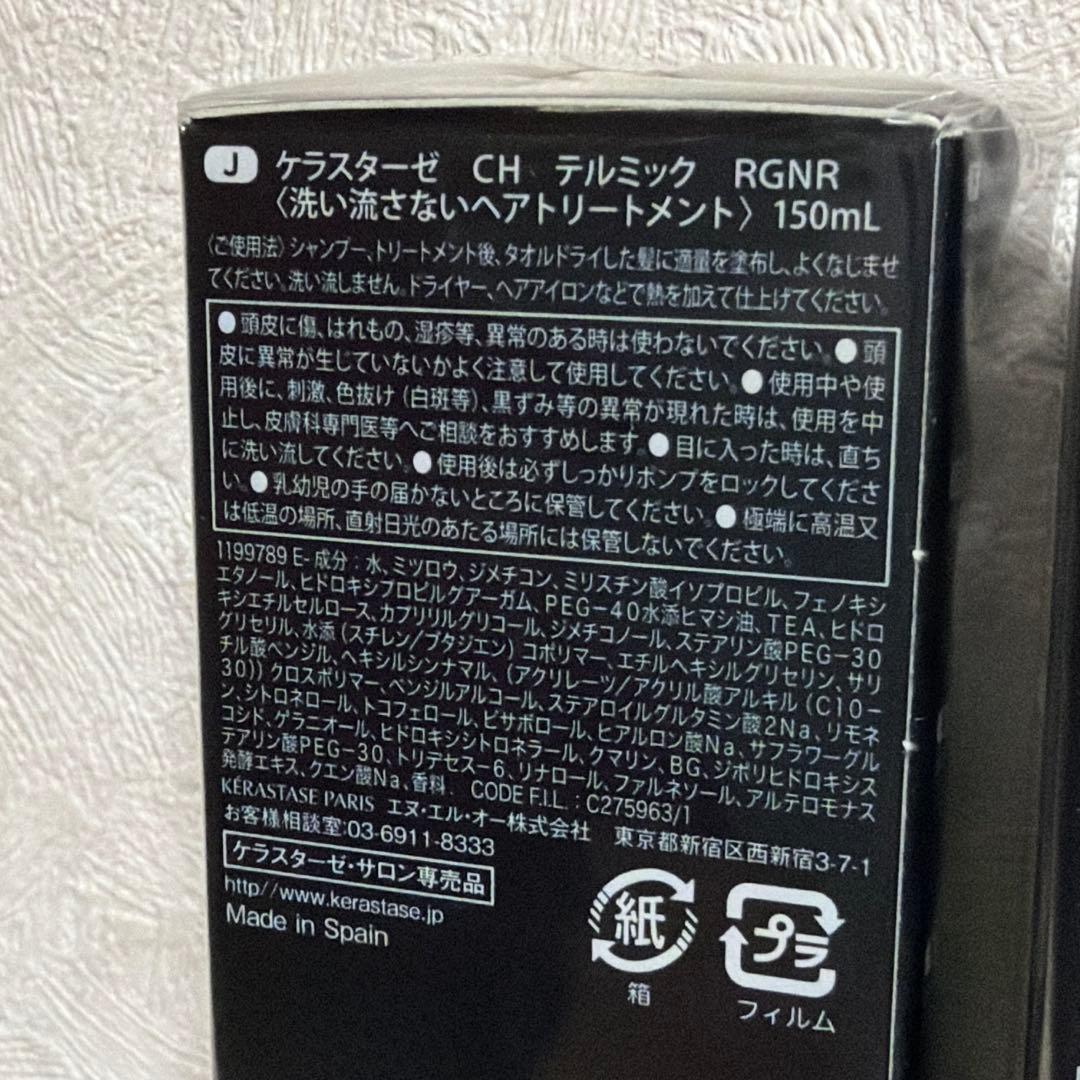 J ケラスターゼ CH テルミック RGNR
〈洗い流さないヘアトリートメント〉150mL
〈ご使用法〉シャンプー、トリートメント後、タオルドライした髪に適量を塗布し、よくなじませ
てください。洗い流しません。ドライヤー、ヘアアイロンなどで熱を加えて仕上げてください。
●頭皮に傷、はれもの、湿疹等、異常のある時は使わないでください。●頭
皮に異常が生じていないかよく注意して使用してください。●使用中や使
用後に、刺激、色抜け(白斑等)、黒ずみ等の異常が現れた時は、使用を中
止し、皮膚科専門医等へご相談をおすすめします。●目に入った時は、直ち
に洗い流してください。●使用後は必ずしっかりポンプをロックしてくださ
い。●乳幼児の手の届かないところに保管してください。●極端に高温又
は低温の場所、直射日光のあたる場所には保管しないでください。
1199789 E- 成分：水、ミツロウ、ジメチコン、ミリスチン酸イソプロピル、フェノキシ
エタノール、ヒドロキシプロピルグアーガム、PEG-40水添ヒマシ油、TEA、ヒドロ
キシエチルセルロース、カプリリルグリコール、ジメチコノール、ステアリン酸PEG-30
グリセリル、水添(スチレン/ブタジエン)コポリマー、エチルヘキシルグリセリン、サリ
チル酸ベンジル、ヘキシルシンナマル、(アクリレーツ/アクリル酸アルキル(C10-
30))クロスポリマー、ベンジルアルコール、ステアロイルグルタミン酸2Na、リモネ
ン、シトロネロール、トコフェロール、ビサボロール、ヒアルロン酸Na、サフラワーグル
コシド、ゲラニオール、ヒドロキシシトロネラール、クマリン、BG、ジポリヒドロキシス
テアリン酸PEG-30、トリデセス-6、リナロール、ファルネソール、アルテロモナス
発酵エキス、クエン酸Na、香料 CODE F.I.L. : C275963/1
KÉRASTASE PARIS エヌ・エル・オー株式会社 東京都新宿区西新宿3-7-1
お客様相談室:03-6911-8333
ケラスターゼ・サロン専売品
http//www.kerastase.jp
Made in Spain
紙
箱
プラ
フィルム